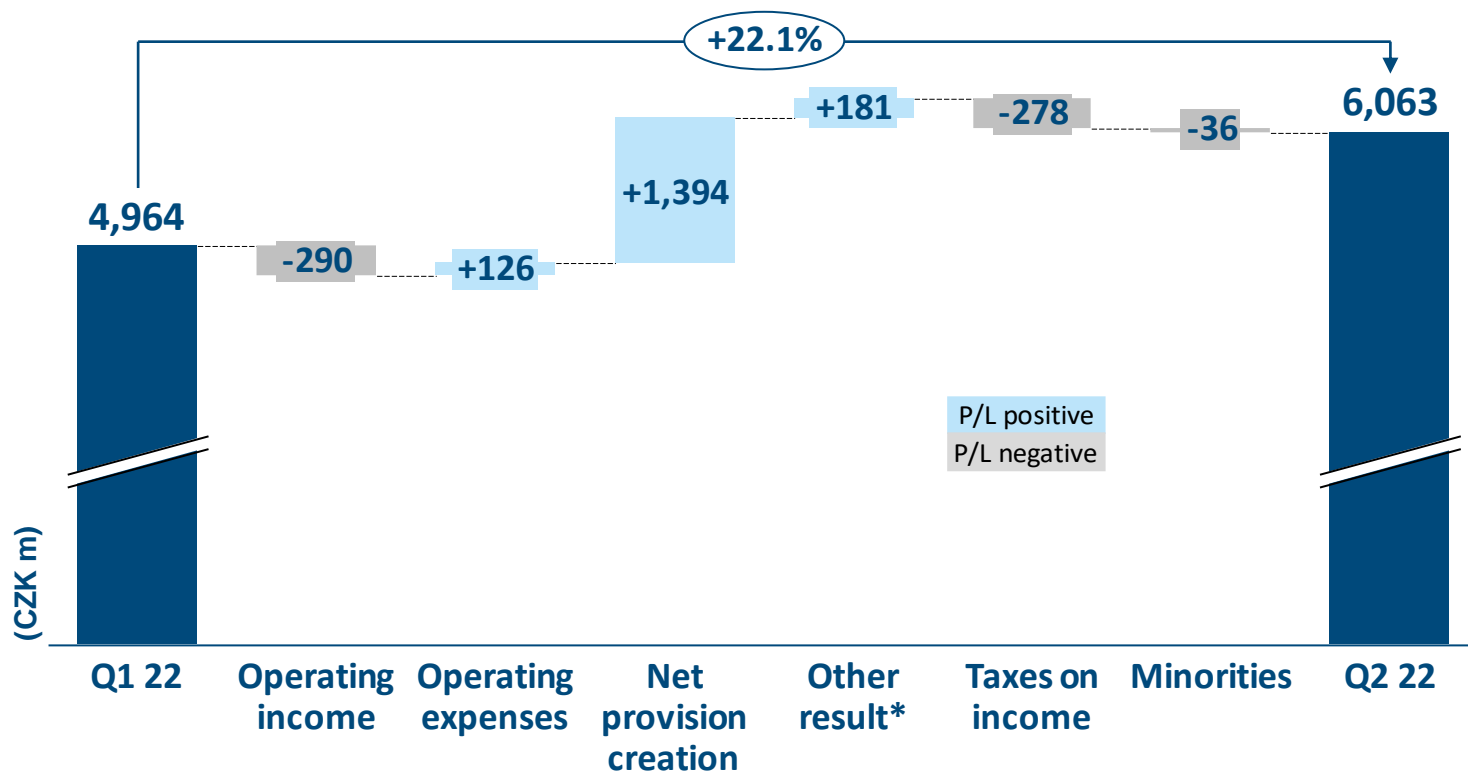 +22.1%
4,964
-290
+126
+1,394
+181
-278
-36
6,063
P/L positive
P/L negative
(CZK m)
Q1 22
Operating
income
Operating
expenses
Net
provision
creation
Other
result*
Taxes on
income
Minorities
Q2 22